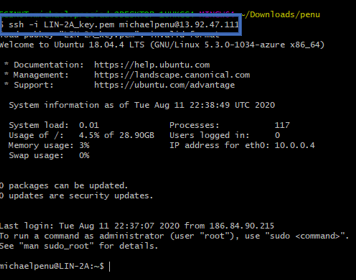 ~/Downloads/penu
$ ssh -i LIN-2A_key.pem michaelpenu@13.92.47.111
Welcome to Ubuntu 18.04.4 LTS (GNU/Linux 5.3.0-1034-azure x86_64)
* Documentation: https://help.ubuntu.com
* Management: https://landscape.canonical.com
* Support: https://ubuntu.com/advantage
System information as of Tue Aug 11 22:38:49 UTC 2020
System load: 0.01 Processes: 117
Usage of /: 4.5% of 28.90GB Users logged in: 0
Memory usage: 3% IP address for eth0: 10.0.0.4
Swap usage: 0%
0 packages can be updated.
0 updates are security updates.
Last login: Tue Aug 11 22:37:07 2020 from 186.84.90.215
To run a command as administrator (user "root"), use "sudo <command>".
See "man sudo_root" for details.
michaelpenu@LIN-2A:~$